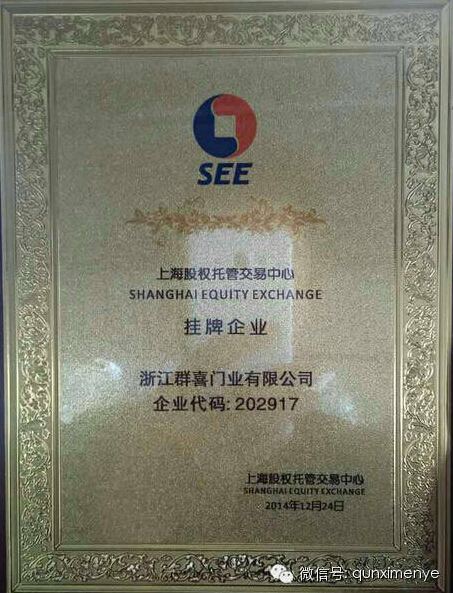 SEE
上海股权托管交易中心
SHANGHAI EQUITY EXCHANGE
挂牌企业
浙江群喜门业有限公司
企业代码: 202917
上海股权托管交易中心
SHANGHAI EQUITY EXCHANGE
2014年12月24日
微信号: qunximenye